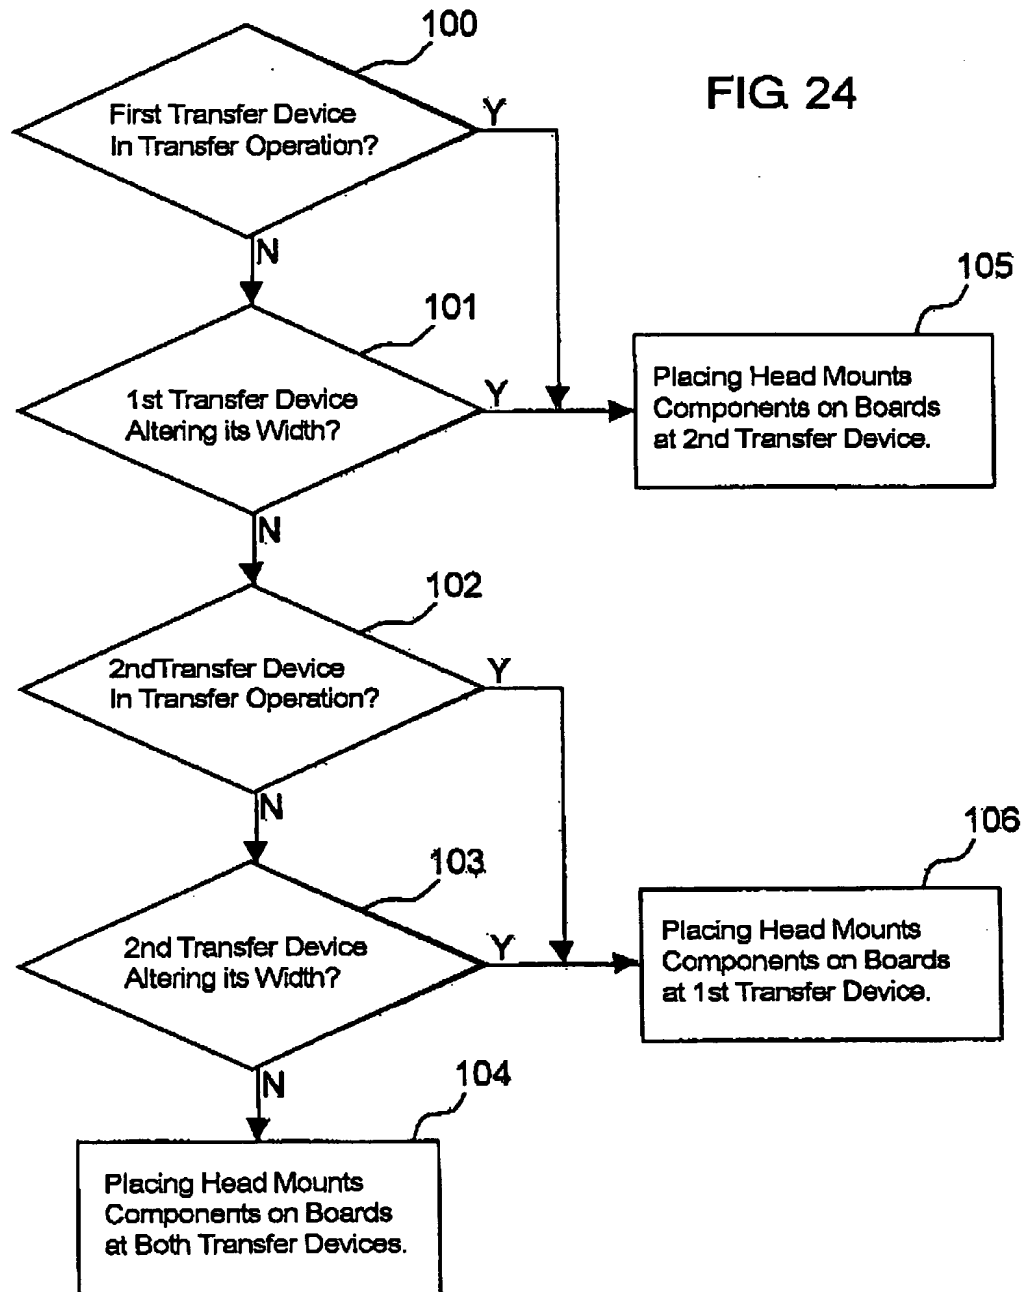 100
FIG 24
First Transfer Device
In Transfer Operation?
Y
N
101
105
1st Transfer Device
Altering its Width?
Y
Placing Head Mounts
Components on Boards
at 2nd Transfer Device.
N
102
2ndTransfer Device
In Transfer Operation?
Y
N
103
106
2nd Transfer Device
Altering its Width?
Y
Placing Head Mounts
Components on Boards
at 1st Transfer Device.
N
104
Placing Head Mounts
Components on Boards
at Both Transfer Devices.